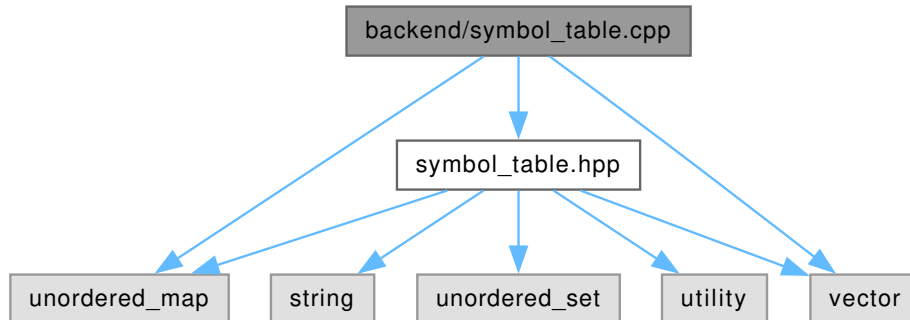 backend/symbol_table.cpp
symbol_table.hpp
unordered_map
string
unordered_set
utility
vector